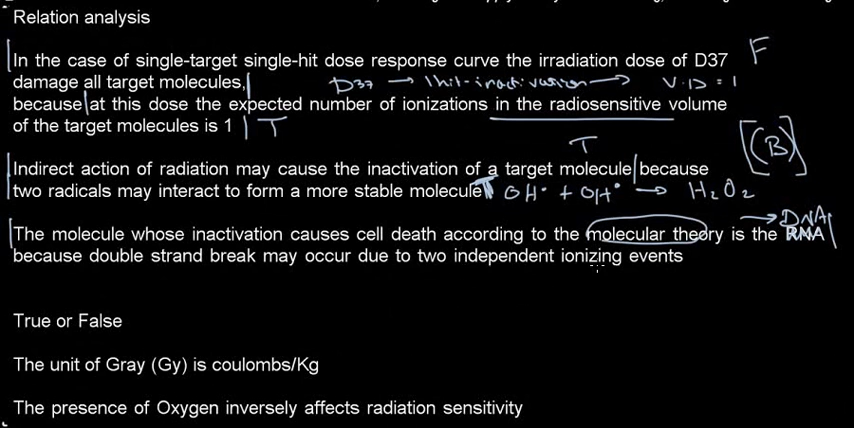 Relation analysis
In the case of single-target single-hit dose response curve the irradiation dose of D37 F
damage all target molecules, D37 → 1hit-inactivation → V.D = 1
because at this dose the expected number of ionizations in the radiosensitive volume
of the target molecules is 1 T
T [(B)]
Indirect action of radiation may cause the inactivation of a target molecule because
two radicals may interact to form a more stable molecule T OH• + OH• → H2O2
→ DNA
The molecule whose inactivation causes cell death according to the molecular theory is the RNA
because double strand break may occur due to two independent ionizing events
True or False
The unit of Gray (Gy) is coulombs/Kg
The presence of Oxygen inversely affects radiation sensitivity